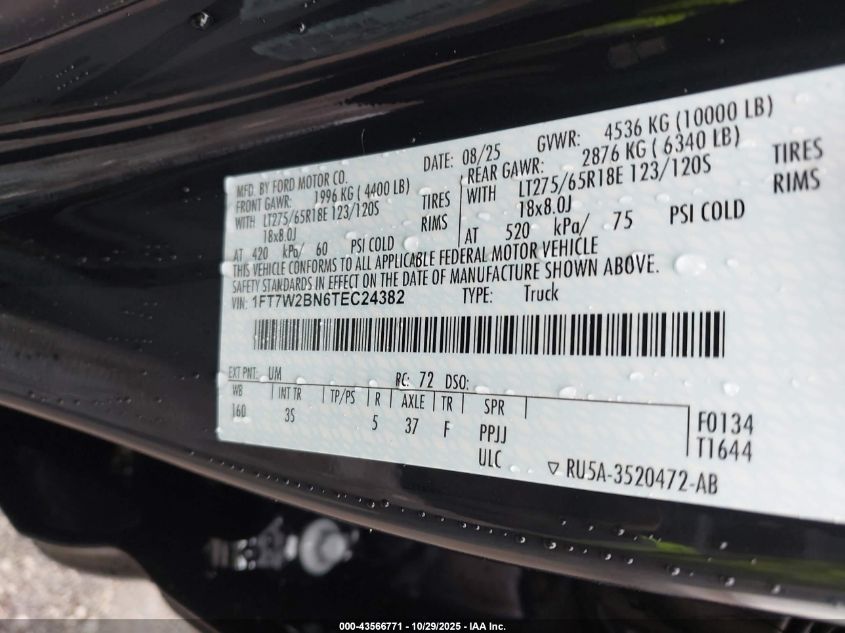 MFD. BY FORD MOTOR CO.
DATE: 08/25
GVWR: 4536 KG (10000 LB)
FRONT GAWR: 1996 KG (4400 LB)
REAR GAWR: 2876 KG ( 6340 LB)
WITH LT275/65R18E 123/120S TIRES
WITH LT275/65R18E 123/120S TIRES
18x8.0J RIMS
18x8.0J RIMS
AT 420 kPa/ 60 PSI COLD
AT 520 kPa/ 75 PSI COLD
THIS VEHICLE CONFORMS TO ALL APPLICABLE FEDERAL MOTOR VEHICLE
SAFETY STANDARDS IN EFFECT ON THE DATE OF MANUFACTURE SHOWN ABOVE.
VIN: 1FT7W2BN6TEC24382 TYPE: Truck
EXT PNT: UM RC: 72 DSO:
WB INT TR TP/PS R AXLE TR SPR
160 3S 5 37 F PPJJ
ULC
F0134
T1644
RU5A-3520472-AB
000-43566771 - 10/29/2025 - IAA Inc.